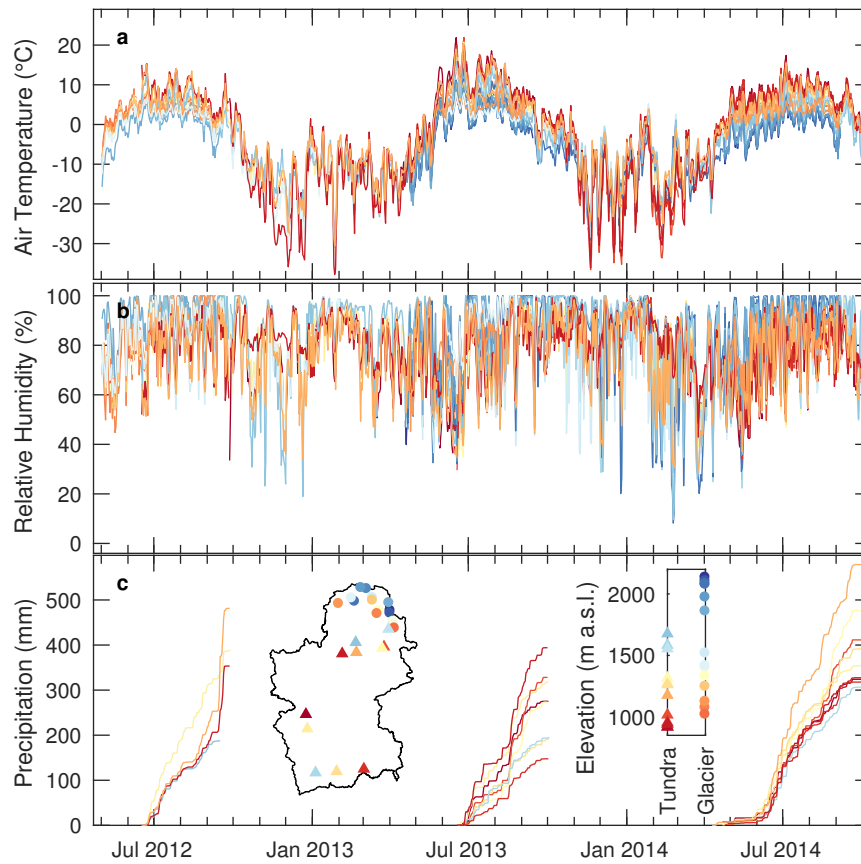 a
Air Temperature (°C)
20
10
0
-10
-20
-30
b
Relative Humidity (%)
100
80
60
40
20
0
c
Precipitation (mm)
500
400
300
200
100
0
Elevation (m a.s.l.)
2000
1500
1000
Tundra
Glacier
Jul 2012
Jan 2013
Jul 2013
Jan 2014
Jul 2014